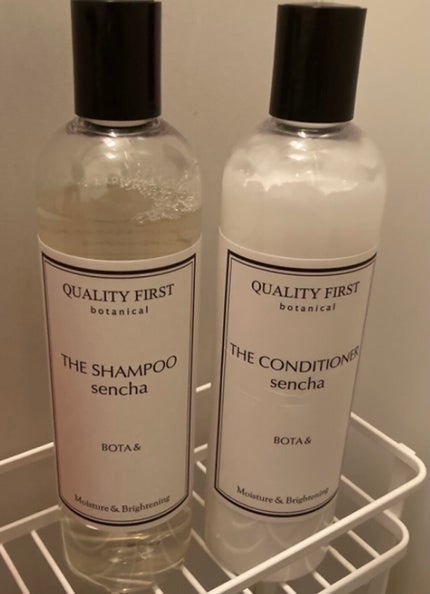 QUALITY FIRST
botanical
THE SHAMPOO
sencha
BOTA&
Moisture & Brightening
QUALITY FIRST
botanical
THE CONDITIONER
sencha
BOTA&
Moisture & Brightening